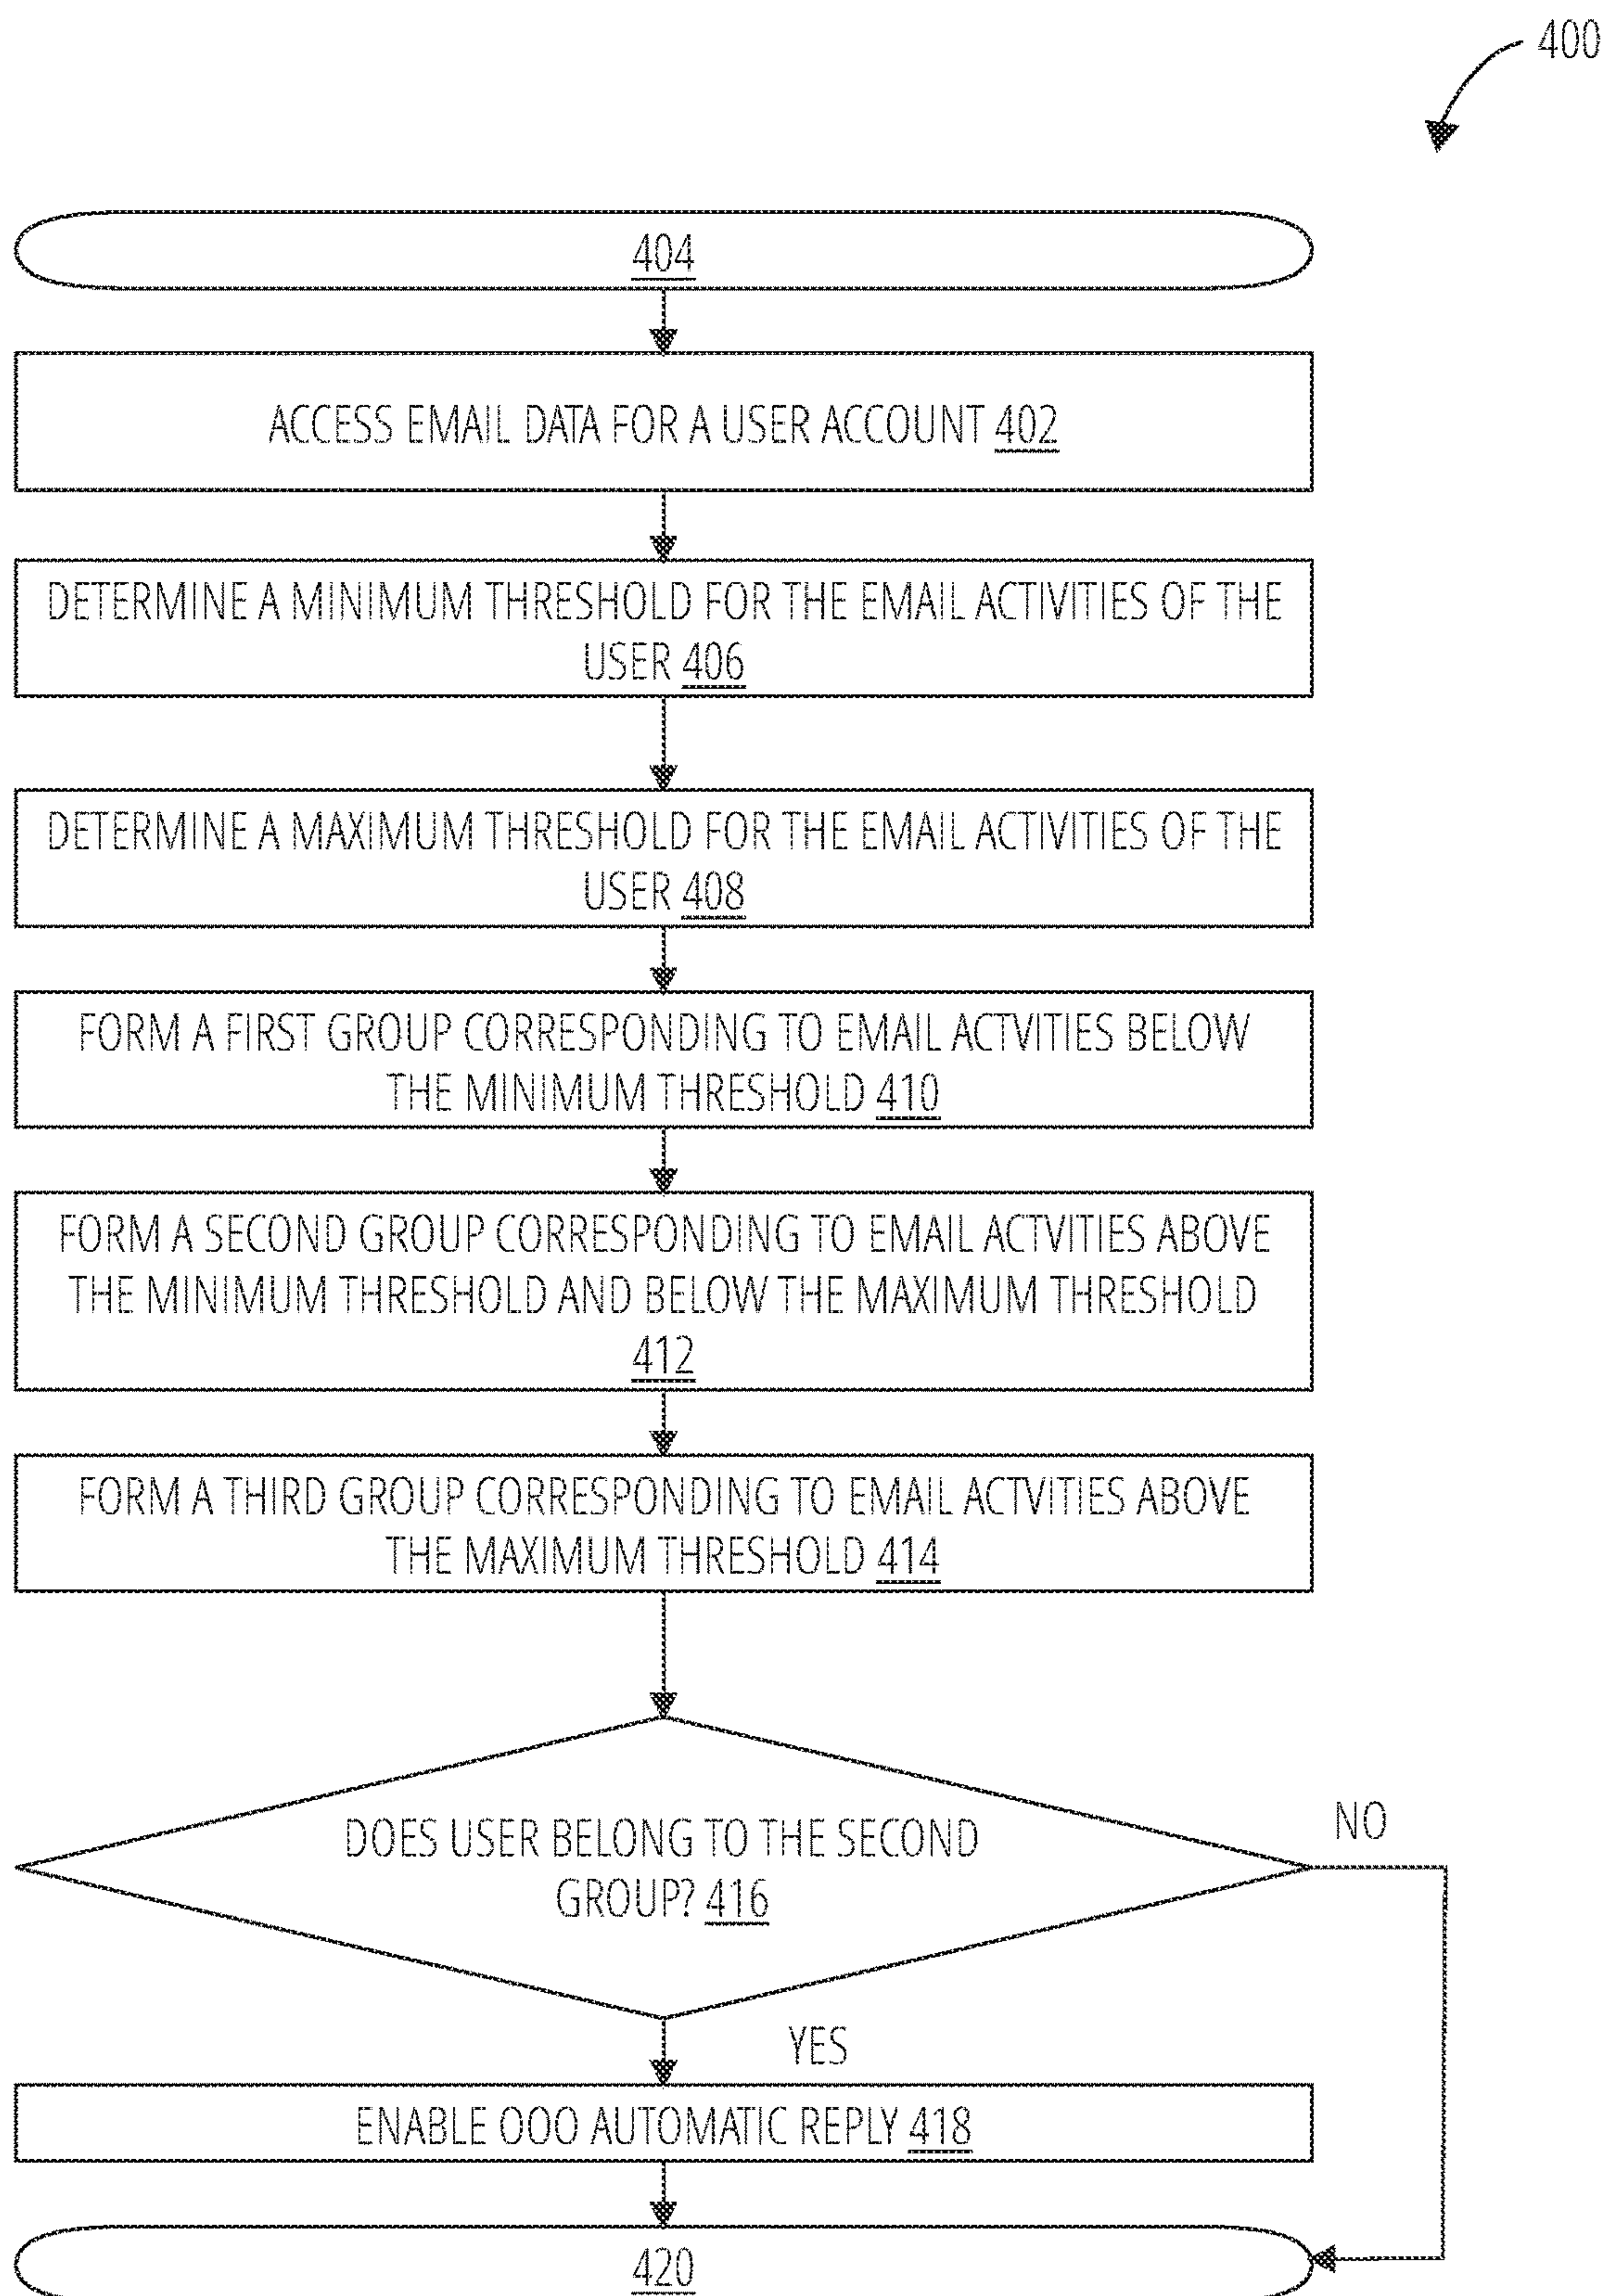 400
404
ACCESS EMAIL DATA FOR A USER ACCOUNT 402
DETERMINE A MINIMUM THRESHOLD FOR THE EMAIL ACTIVITIES OF THE
USER 406
DETERMINE A MAXIMUM THRESHOLD FOR THE EMAIL ACTIVITIES OF THE
USER 408
FORM A FIRST GROUP CORRESPONDING TO EMAIL ACTVITIES BELOW
THE MINIMUM THRESHOLD 410
FORM A SECOND GROUP CORRESPONDING TO EMAIL ACTVITIES ABOVE
THE MINIMUM THRESHOLD AND BELOW THE MAXIMUM THRESHOLD
412
FORM A THIRD GROUP CORRESPONDING TO EMAIL ACTVITIES ABOVE
THE MAXIMUM THRESHOLD 414
DOES USER BELONG TO THE SECOND
GROUP? 416
NO
YES
ENABLE OOO AUTOMATIC REPLY 418
420